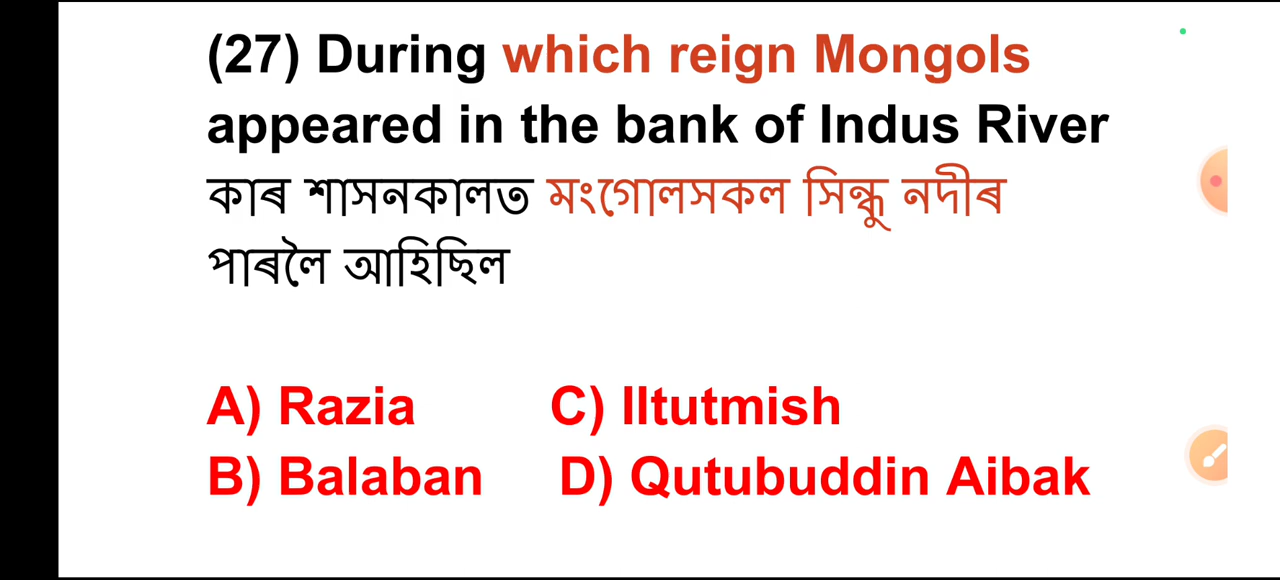 (27) During which reign Mongols
appeared in the bank of Indus River
কাৰ শাসনকালত মংগোলসকল সিন্ধু নদীৰ
পাৰলৈ আহিছিল
A) Razia C) Iltutmish
B) Balaban D) Qutubuddin Aibak